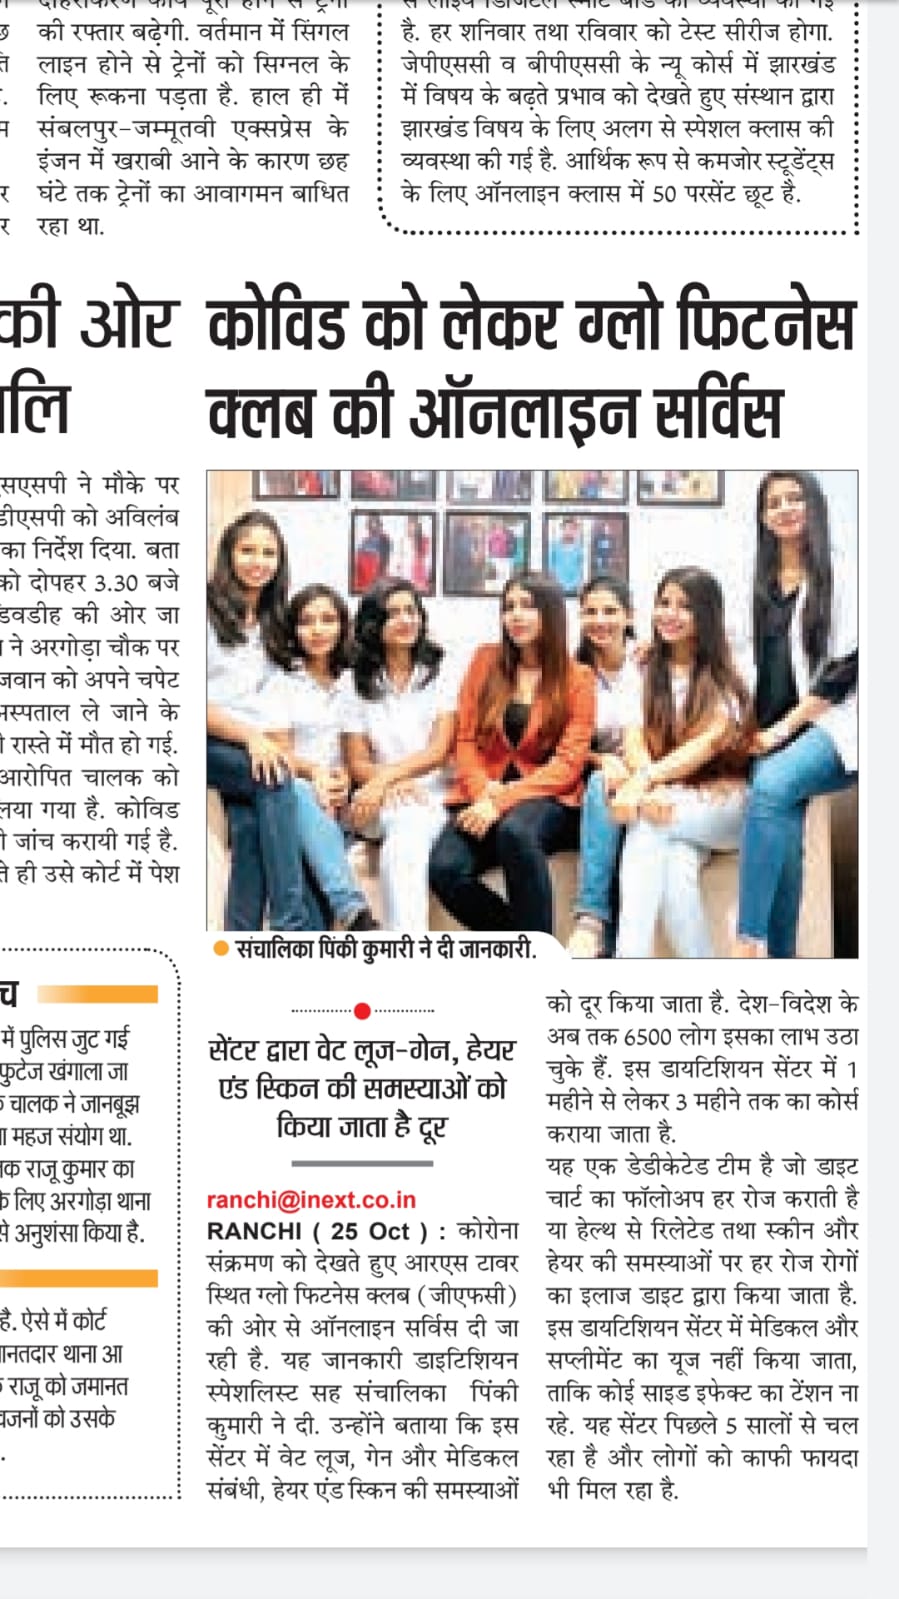 की रफ्तार बढ़ेगी. वर्तमान में सिंगल
लाइन होने से ट्रेनों को सिग्नल के
लिए रूकना पड़ता है. हाल ही में
संबलपुर-जम्मूतवी एक्सप्रेस के
इंजन में खराबी आने के कारण छह
घंटे तक ट्रेनों का आवागमन बाधित
रहा था.
है. हर शनिवार तथा रविवार को टेस्ट सीरीज होगा.
जेपीएससी व बीपीएससी के न्यू कोर्स में झारखंड
में विषय के बढ़ते प्रभाव को देखते हुए संस्थान द्वारा
झारखंड विषय के लिए अलग से स्पेशल क्लास की
व्यवस्था की गई है. आर्थिक रूप से कमजोर स्टूडेंट्स
के लिए ऑनलाइन क्लास में 50 परसेंट छूट है.
की ओर
लि
सएसपी ने मौके पर
डीएसपी को अविलंब
का निर्देश दिया. बता
को दोपहर 3.30 बजे
डवडीह की ओर जा
ने अरगोड़ा चौक पर
जवान को अपने चपेट
अस्पताल ले जाने के
रास्ते में मौत हो गई.
आरोपित चालक को
लया गया है. कोविड
जांच करायी गई है.
ते ही उसे कोर्ट में पेश
च
में पुलिस जुट गई
फुटेज खंगाला जा
चालक ने जानबूझ
महज संयोग था.
क राजू कुमार का
के लिए अरगोड़ा थाना
से अनुशंसा किया है.
है. ऐसे में कोर्ट
मानतदार थाना आ
राजू को जमानत
जनों को उसके
कोविड को लेकर ग्लो फिटनेस
क्लब की ऑनलाइन सर्विस
संचालिका पिंकी कुमारी ने दी जानकारी.
सेंटर द्वारा वेट लूज-गेन, हेयर
एंड स्किन की समस्याओं को
किया जाता है दूर
ranchi@inext.co.in
RANCHI ( 25 Oct ) : कोरोना
संक्रमण को देखते हुए आरएस टावर
स्थित ग्लो फिटनेस क्लब (जीएफसी)
की ओर से ऑनलाइन सर्विस दी जा
रही है. यह जानकारी डाइटिशियन
स्पेशलिस्ट सह संचालिका पिंकी
कुमारी ने दी. उन्होंने बताया कि इस
सेंटर में वेट लूज, गेन और मेडिकल
संबंधी, हेयर एंड स्किन की समस्याओं
को दूर किया जाता है. देश-विदेश के
अब तक 6500 लोग इसका लाभ उठा
चुके हैं. इस डायटिशियन सेंटर में 1
महीने से लेकर 3 महीने तक का कोर्स
कराया जाता है.
यह एक डेडीकेटेड टीम है जो डाइट
चार्ट का फॉलोअप हर रोज कराती है
या हेल्थ से रिलेटेड तथा स्कीन और
हेयर की समस्याओं पर हर रोज रोगों
का इलाज डाइट द्वारा किया जाता है.
इस डायटिशियन सेंटर में मेडिकल और
सप्लीमेंट का यूज नहीं किया जाता,
ताकि कोई साइड इफेक्ट का टेंशन ना
रहे. यह सेंटर पिछले 5 सालों से चल
रहा है और लोगों को काफी फायदा
भी मिल रहा है.